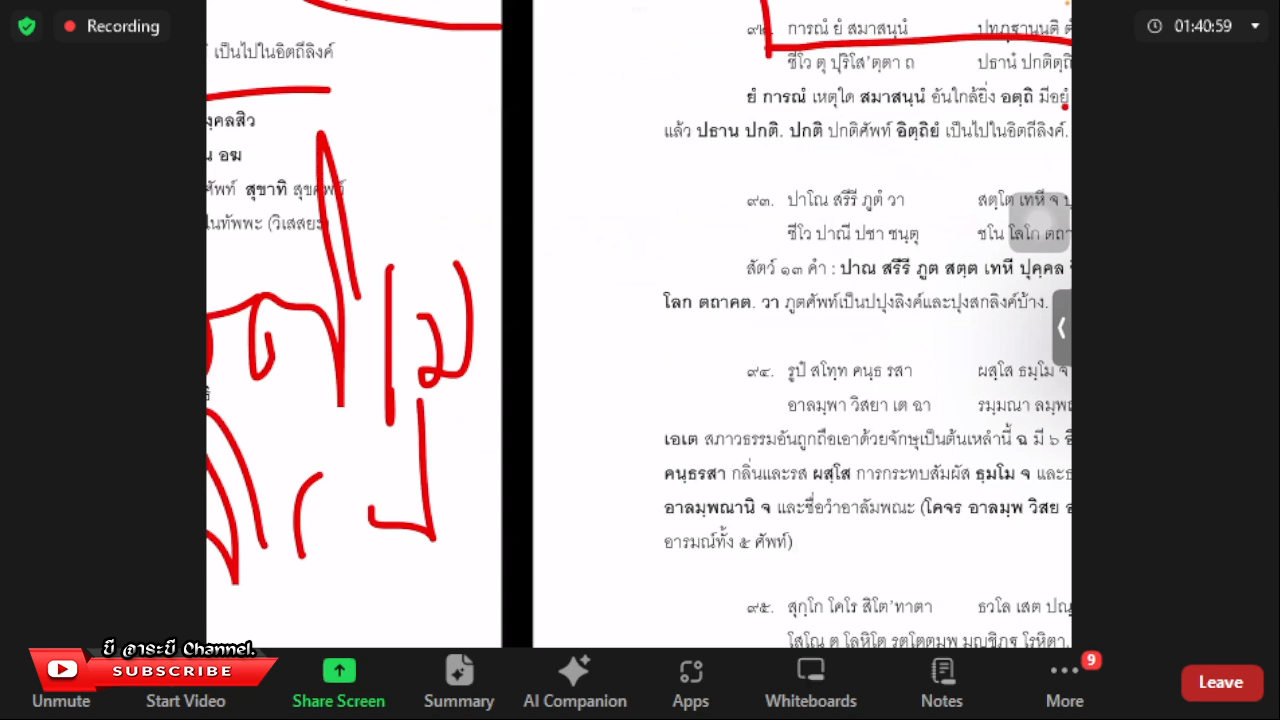 Recording
01:40:59
เป็นไปในอิตถีลิงค์
งฺคลสิว
น อฆ
ศัพท์ สุขาทิ สุขศัพท์
ในทัพพะ (วิเสสยะ)
การณํ ยํ สมาสนฺนํ ปทฏฺฐานนฺติ
ชีโว ตุ ปุริโส’ตฺตา ถ ปธานํ ปกติตฺถิ
ยํ การณํ เหตุใด สมาสนฺนํ อันใกล้ยิ่ง อตฺถิ มีอยู่
แล้ว ปธาน ปกติ. ปกติ ปกติศัพท์ อิตฺถิยํ เป็นไปในอิตถีลิงค์.
๙๓. ปาโณ สรีรี ภูตํ วา สตฺโต เทหี จ ปุ
ชีโว ปาณี ปชา ชนฺตุ ชโน โลโก ตถา
สัตว์ ๑๓ คำ : ปาณ สรีรี ภูต สตฺต เทหี ปุคฺคล
โลก ตถาคต. วา ภูตศัพท์เป็นปปุงลิงค์และปุงสกลิงค์บ้าง.
๙๔. รูปํ สทฺท คนฺธ รสา ผสฺโส ธมฺโม จ
อาลมฺพา วิสยา เต ฉา รมฺมณา ลมฺพณ
เอเต สภาวธรรมอันถูกถือเอาด้วยจักษุเป็นต้นเหล่านี้ ฉ มี ๖
คนฺธรสา กลิ่นและรส ผสฺโส การกระทบสัมผัส ธมฺโม จ และธ
อาลมฺพณานิ จ และชื่อว่าอาลัมพณะ (โคจร อาลมฺพ วิสย อ
อารมณ์ทั้ง ๕ ศัพท์)
๙๕. สุกฺโก โคโร สิโต’ทาตา ธวโล เสต ปณฺ
โสโณ ต โลหิโต รตฺต
บี อาระบี Channel.
SUBSCRIBE
Unmute
Start Video
Share Screen
Summary
AI Companion
Apps
Whiteboards
Notes
9
More
Leave